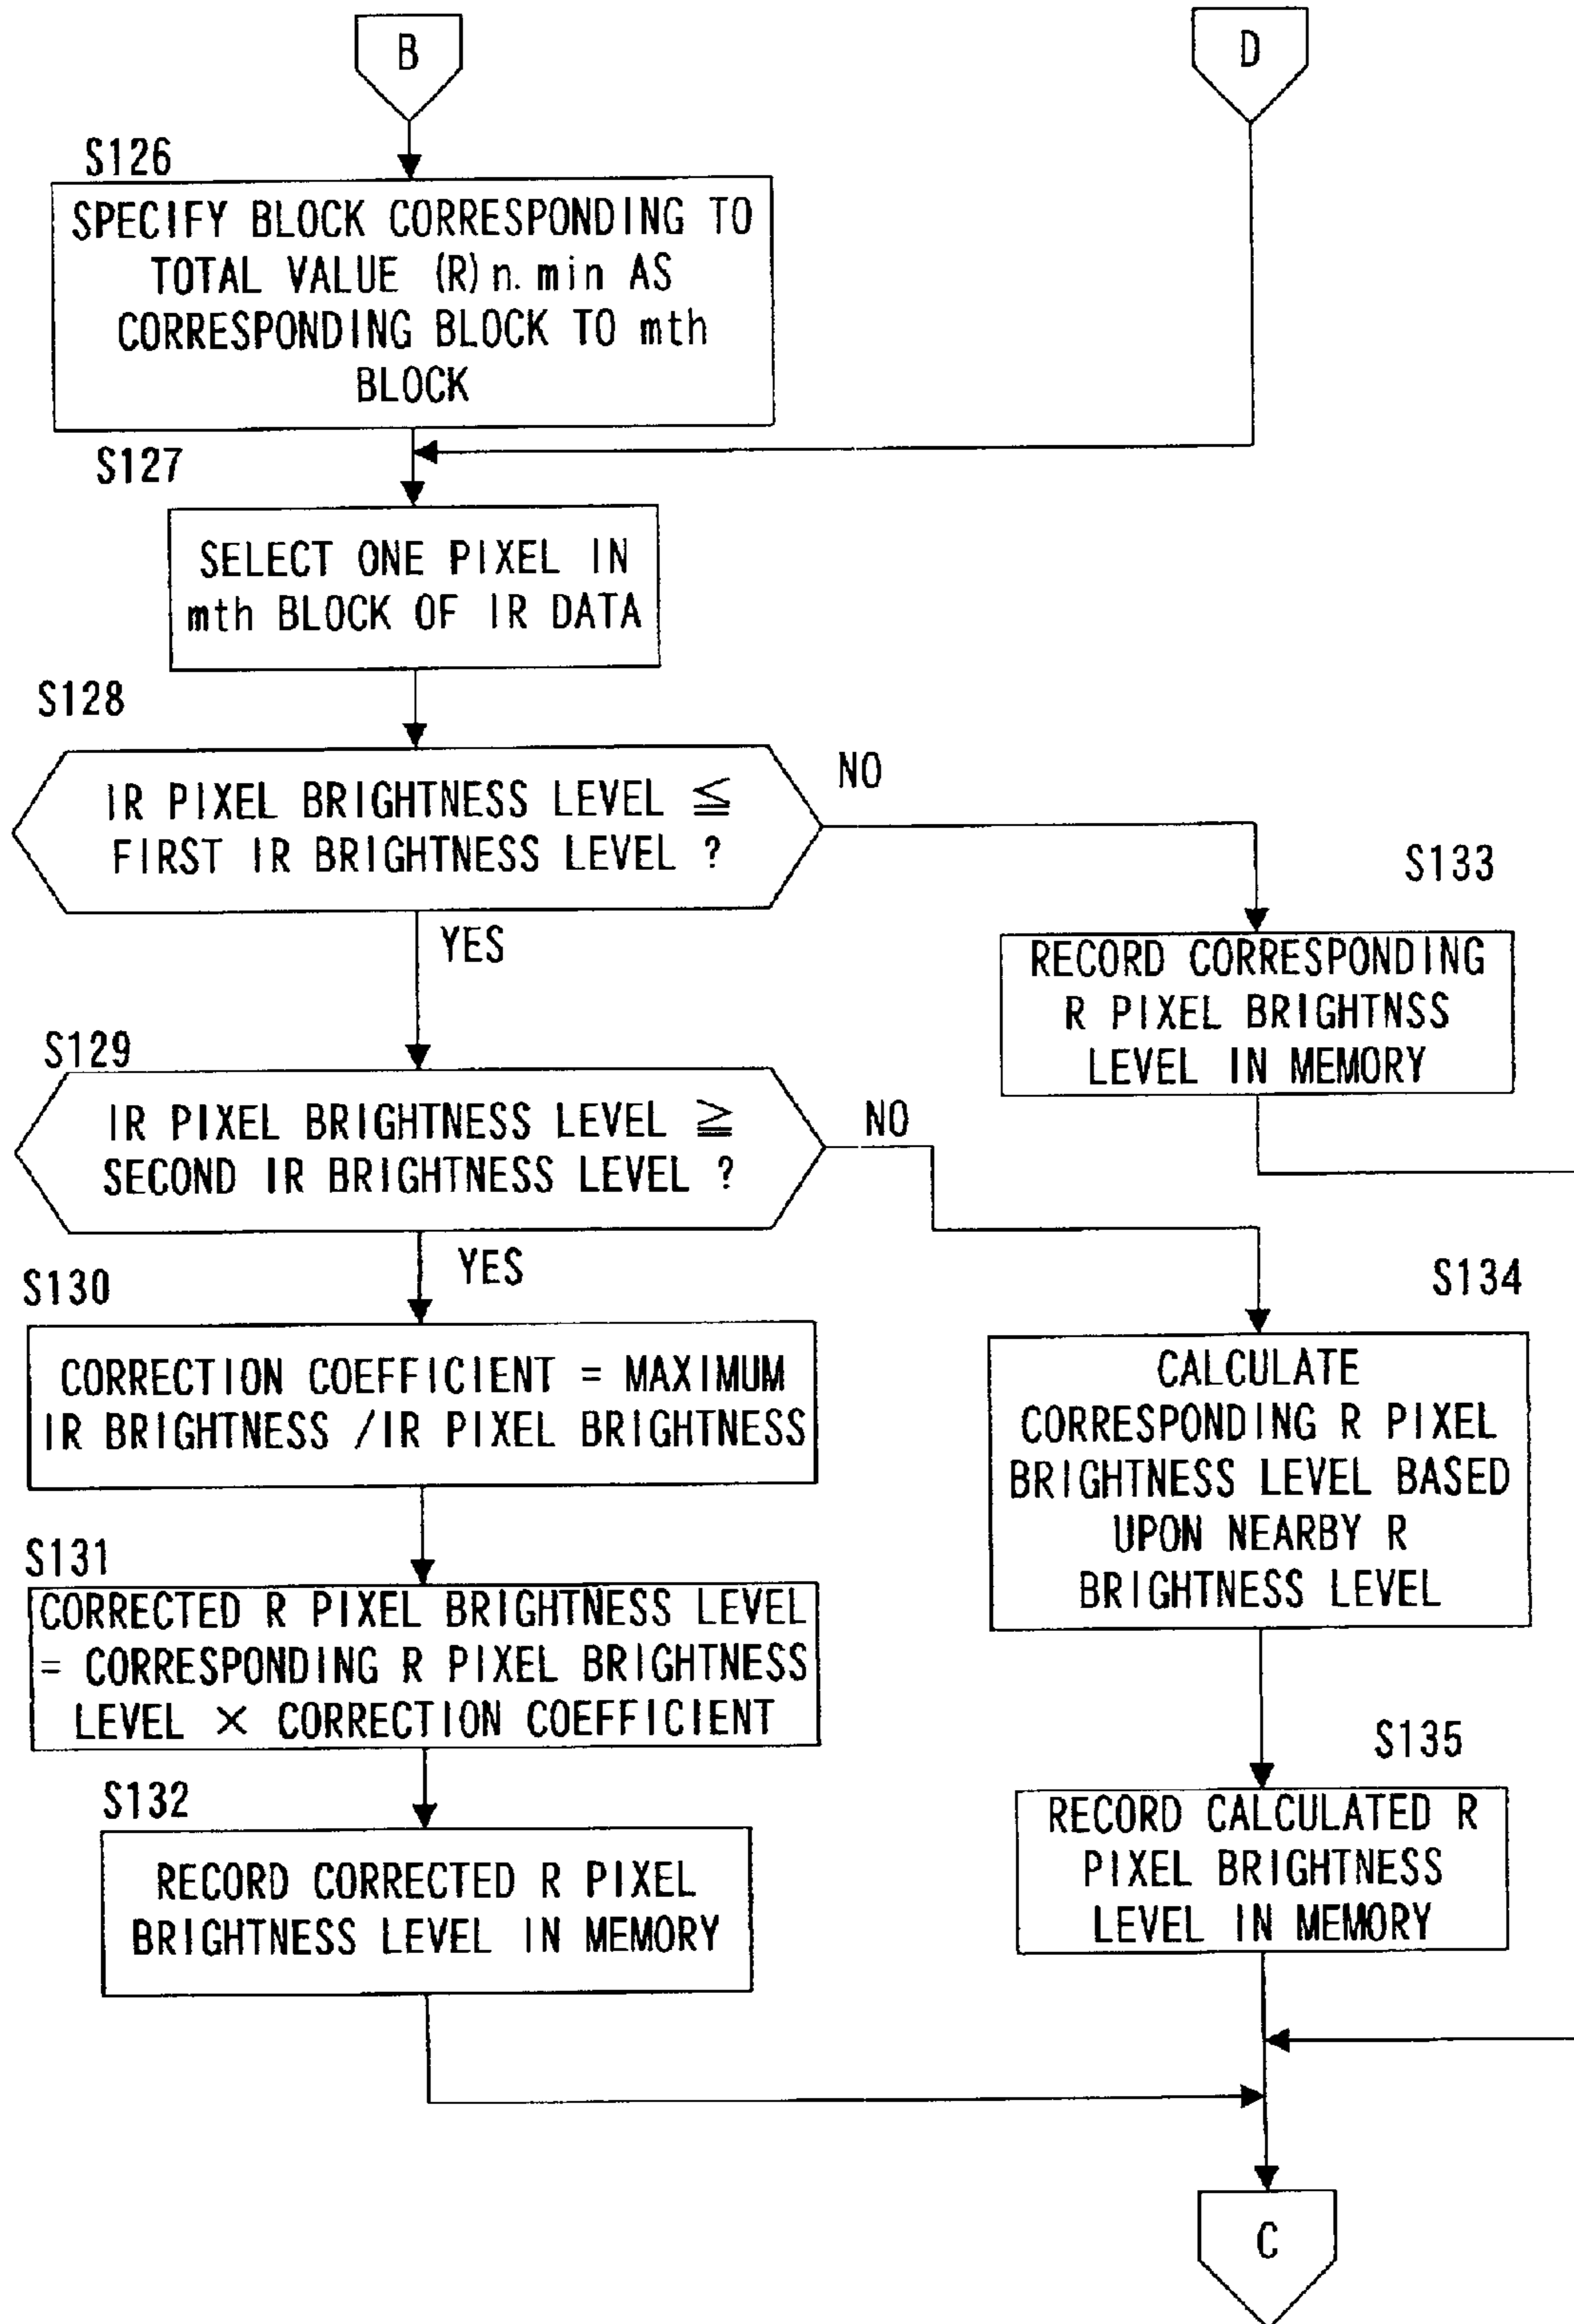 B
D
S126
SPECIFY BLOCK CORRESPONDING TO
TOTAL VALUE (R)n.min AS
CORRESPONDING BLOCK TO mth
BLOCK
S127
SELECT ONE PIXEL IN
mth BLOCK OF IR DATA
S128
IR PIXEL BRIGHTNESS LEVEL ≦
FIRST IR BRIGHTNESS LEVEL ?
NO
YES
S133
RECORD CORRESPONDING
R PIXEL BRIGHTNSS
LEVEL IN MEMORY
S129
IR PIXEL BRIGHTNESS LEVEL ≧
SECOND IR BRIGHTNESS LEVEL ?
NO
YES
S130
CORRECTION COEFFICIENT = MAXIMUM
IR BRIGHTNESS /IR PIXEL BRIGHTNESS
S134
CALCULATE
CORRESPONDING R PIXEL
BRIGHTNESS LEVEL BASED
UPON NEARBY R
BRIGHTNESS LEVEL
S131
CORRECTED R PIXEL BRIGHTNESS LEVEL
= CORRESPONDING R PIXEL BRIGHTNESS
LEVEL × CORRECTION COEFFICIENT
S132
RECORD CORRECTED R PIXEL
BRIGHTNESS LEVEL IN MEMORY
S135
RECORD CALCULATED R
PIXEL BRIGHTNESS
LEVEL IN MEMORY
C